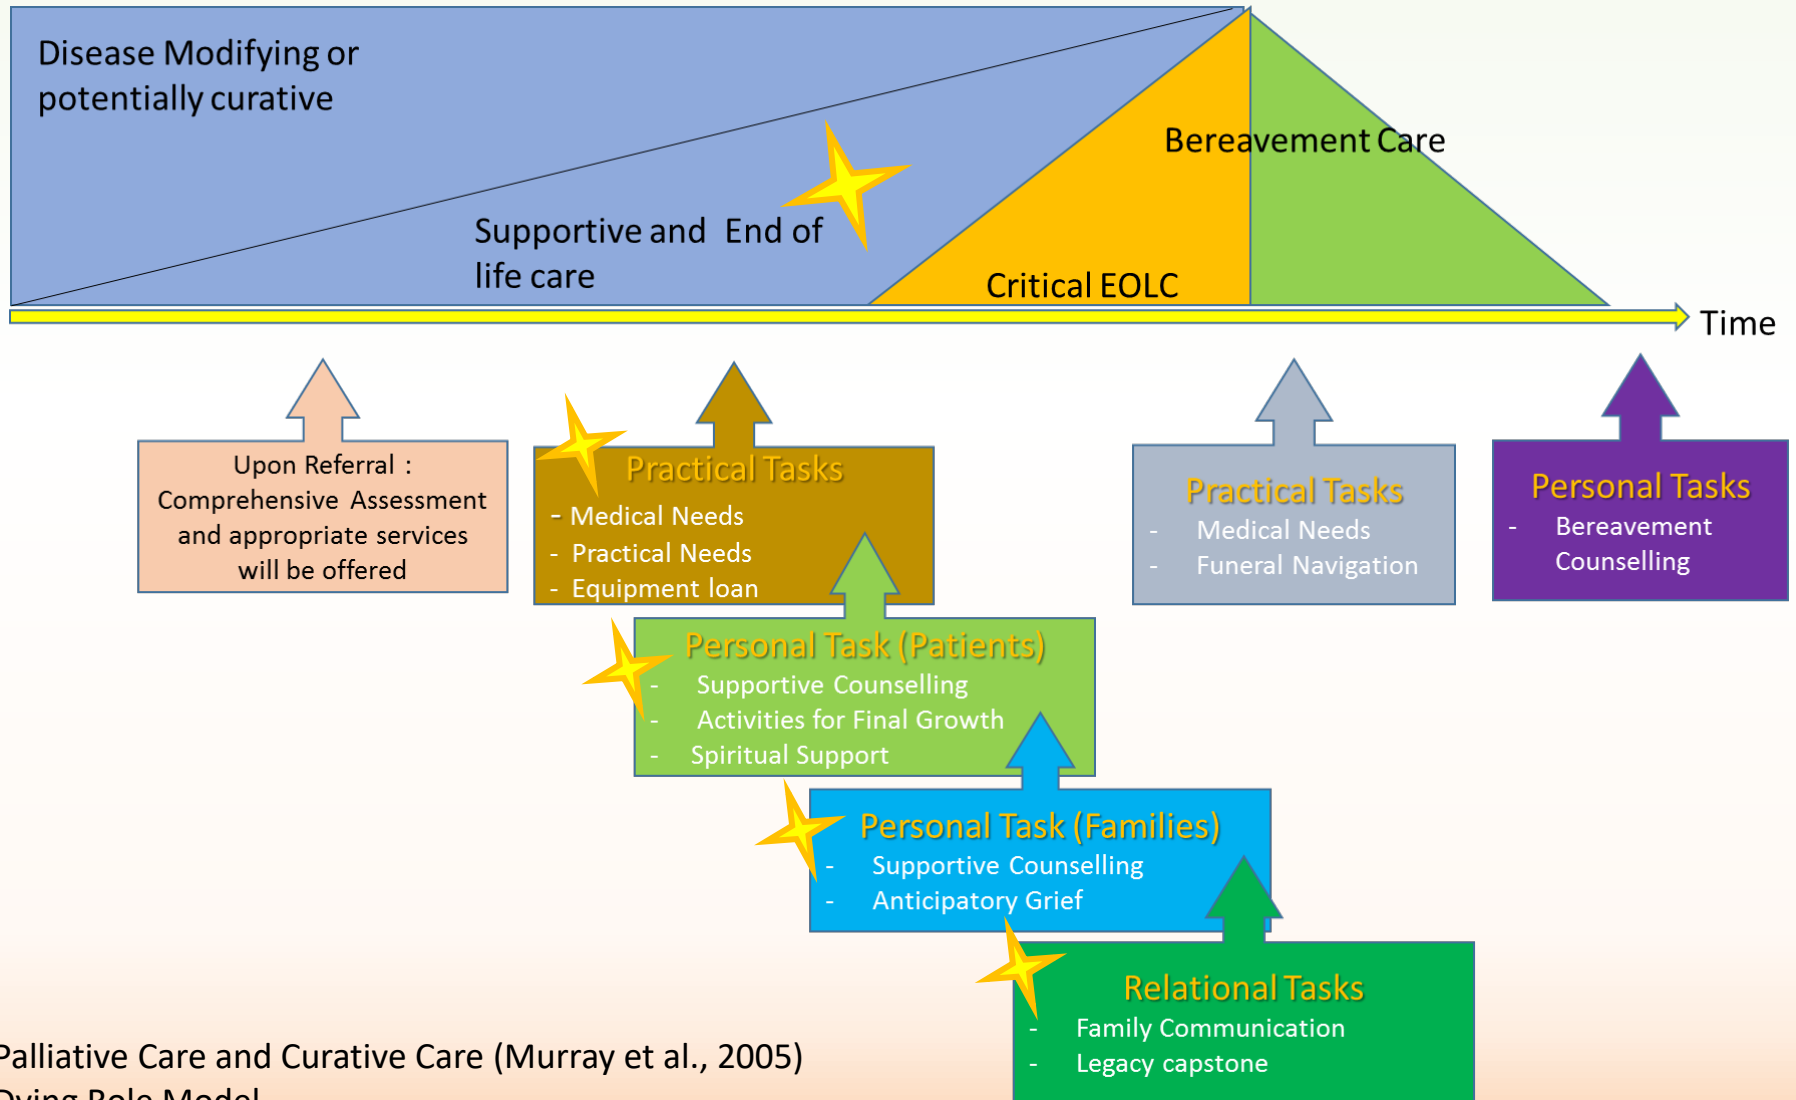 Disease Modifying or
potentially curative
Bereavement Care
Supportive and End of
life care
Critical EOLC
Time
Upon Referral :
Comprehensive Assessment
and appropriate services
will be offered
Practical Tasks
- Medical Needs
- Practical Needs
- Equipment loan
Practical Tasks
- Medical Needs
- Funeral Navigation
Personal Tasks
- Bereavement
Counselling
Personal Task (Patients)
- Supportive Counselling
- Activities for Final Growth
- Spiritual Support
Personal Task (Families)
- Supportive Counselling
- Anticipatory Grief
Relational Tasks
- Family Communication
- Legacy capstone
Palliative Care and Curative Care (Murray et al., 2005)
Dying Role Model